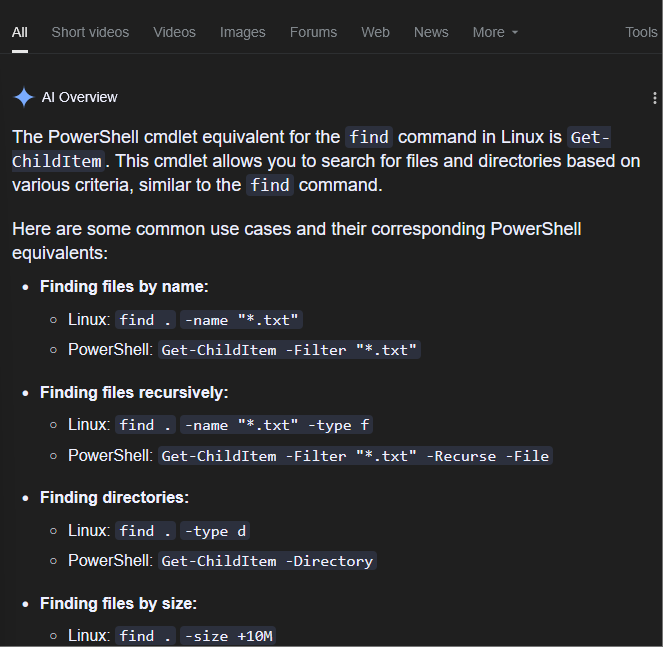 All Short videos Videos Images Forums Web News More Tools
AI Overview
The PowerShell cmdlet equivalent for the find command in Linux is Get-
ChildItem. This cmdlet allows you to search for files and directories based on
various criteria, similar to the find command.
Here are some common use cases and their corresponding PowerShell
equivalents:
• Finding files by name:
○ Linux: find . -name "*.txt"
○ PowerShell: Get-ChildItem -Filter "*.txt"
• Finding files recursively:
○ Linux: find . -name "*.txt" -type f
○ PowerShell: Get-ChildItem -Filter "*.txt" -Recurse -File
• Finding directories:
○ Linux: find . -type d
○ PowerShell: Get-ChildItem -Directory
• Finding files by size:
○ Linux: find . -size +10M